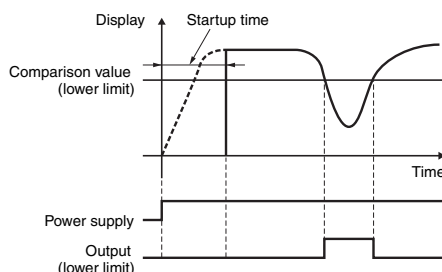 Display
Startup time
Comparison value
(lower limit)
Time
Power supply
Output
(lower limit)